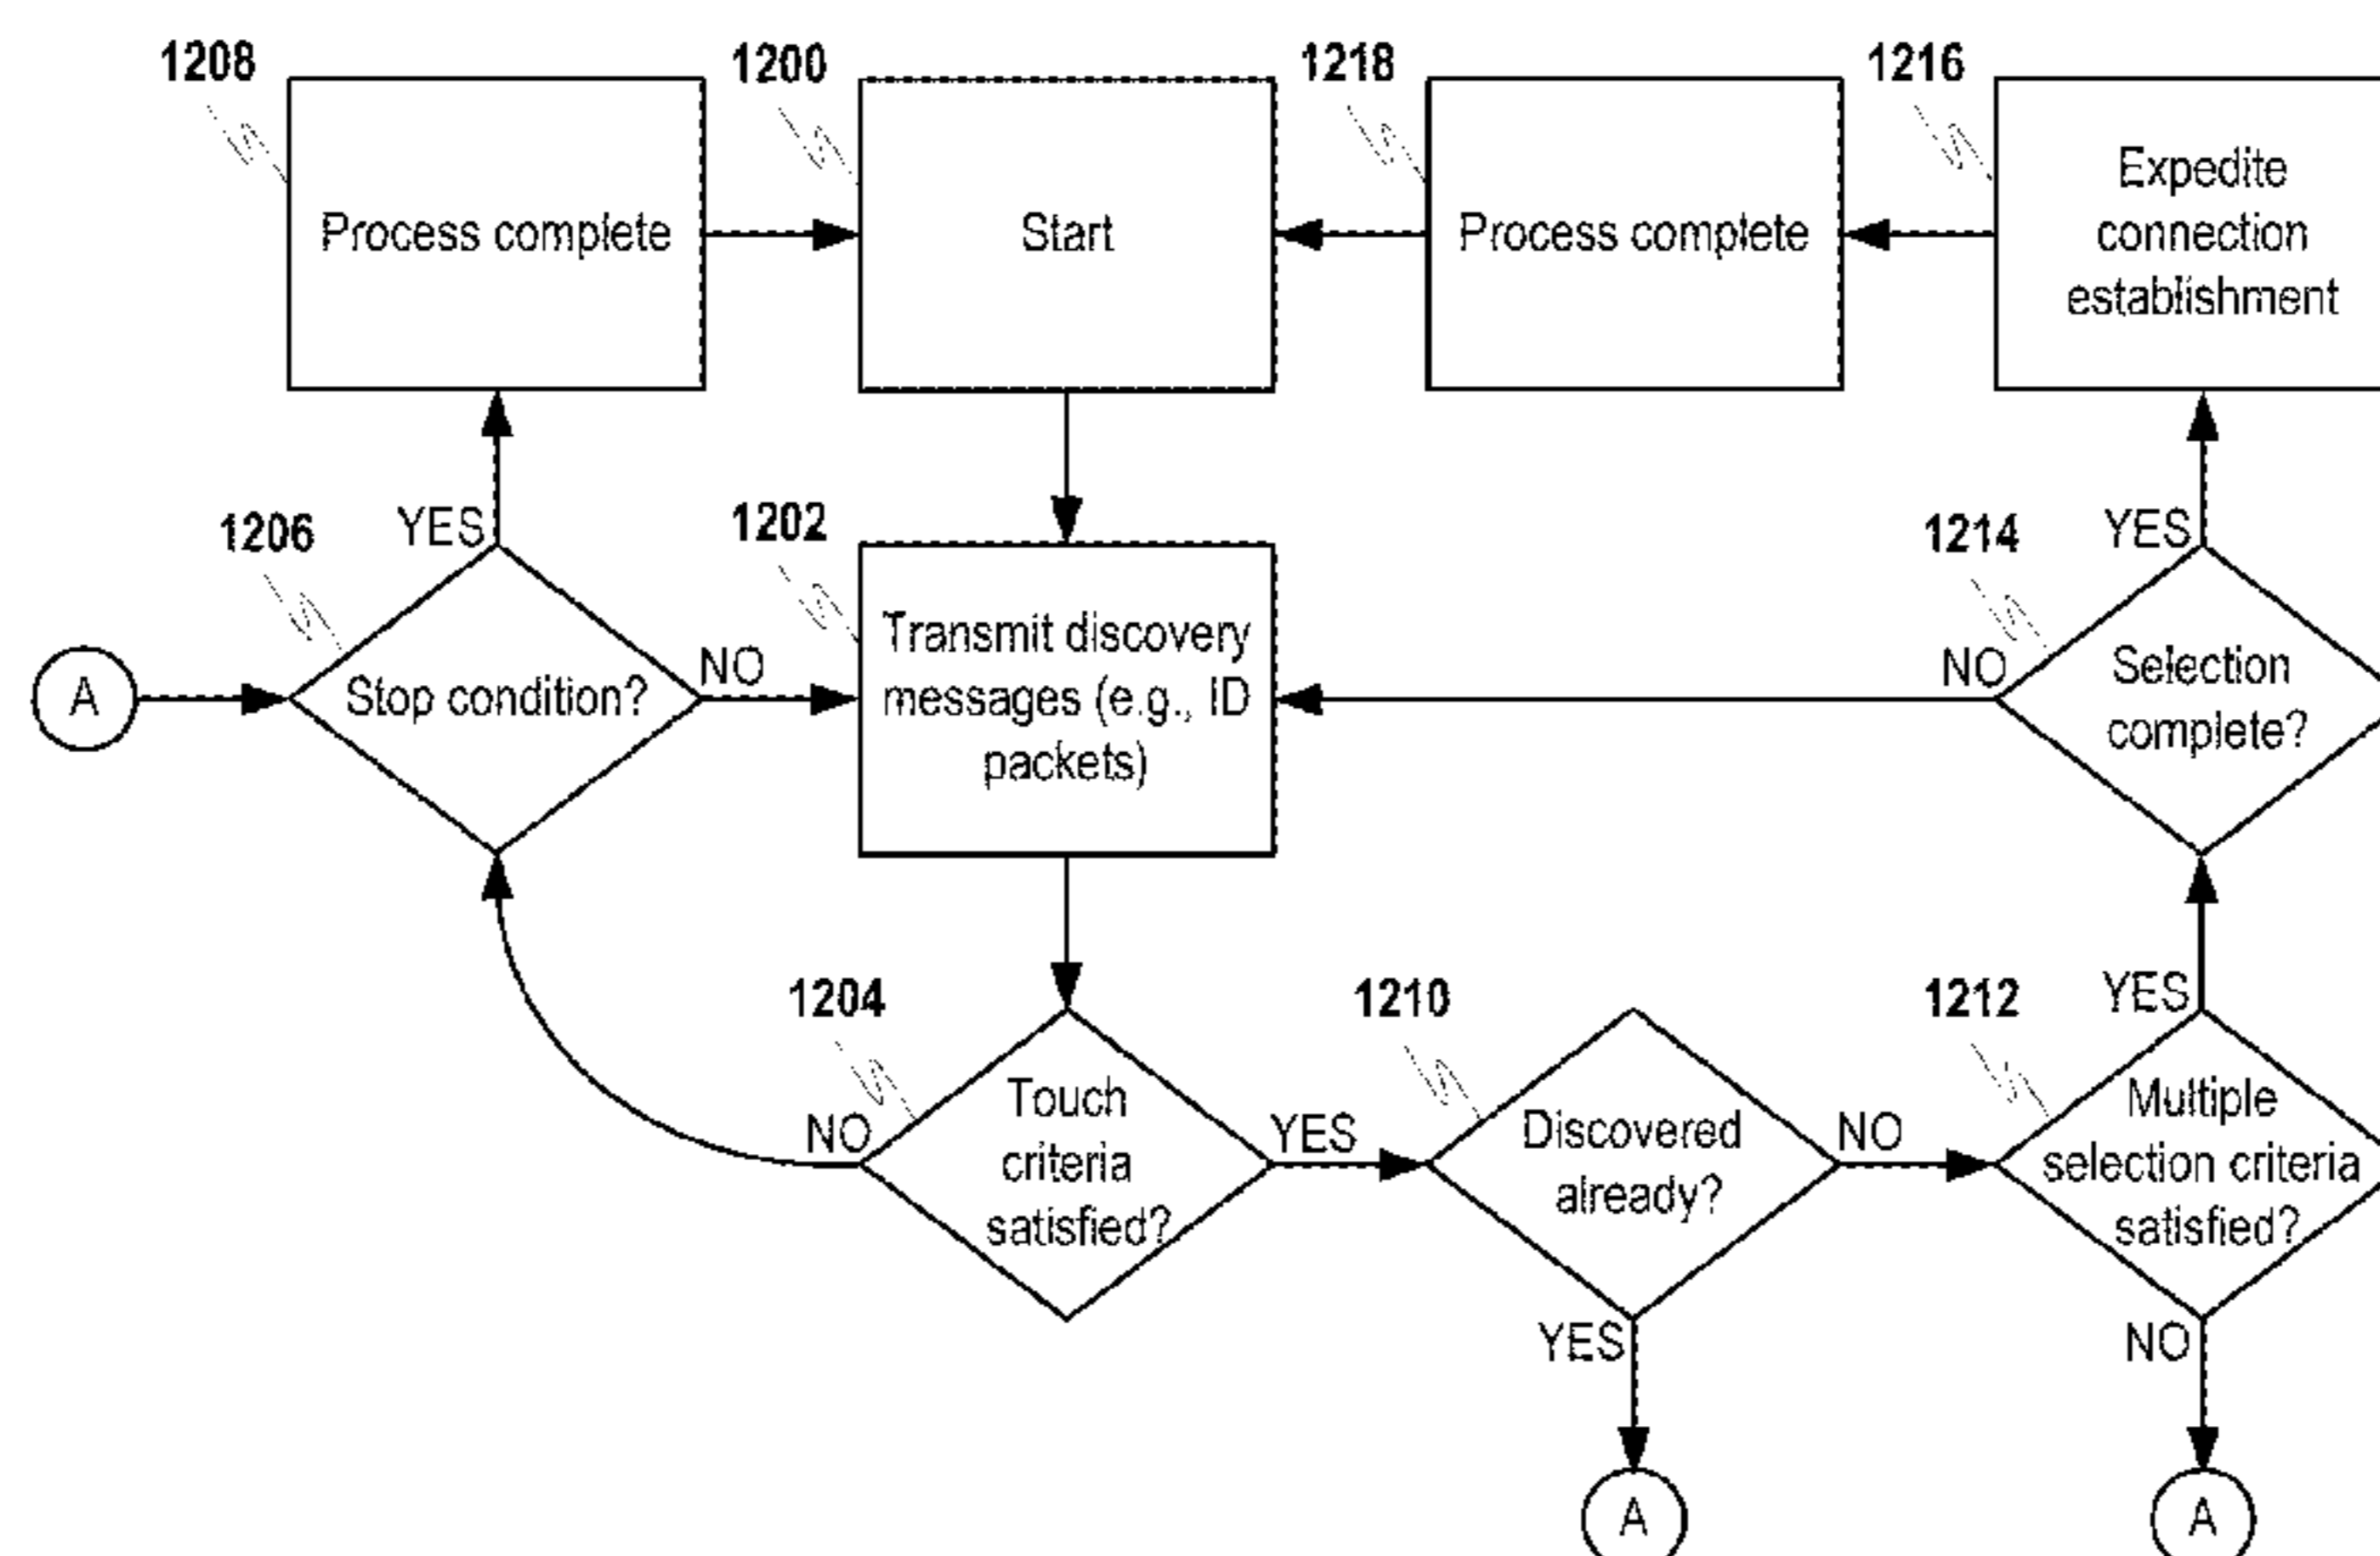 1208
1200
1218
1216
Process complete
Start
Process complete
Expedite
connection
establishment
1206
YES
1202
1214
YES
A
Stop condition?
NO
Transmit discovery
messages (e.g., ID
packets)
NO
Selection
complete?
1204
1210
1212
YES
NO
Touch
criteria
satisfied?
YES
Discovered
already?
NO
Multiple
selection criteria
satisfied?
YES
NO
A
A